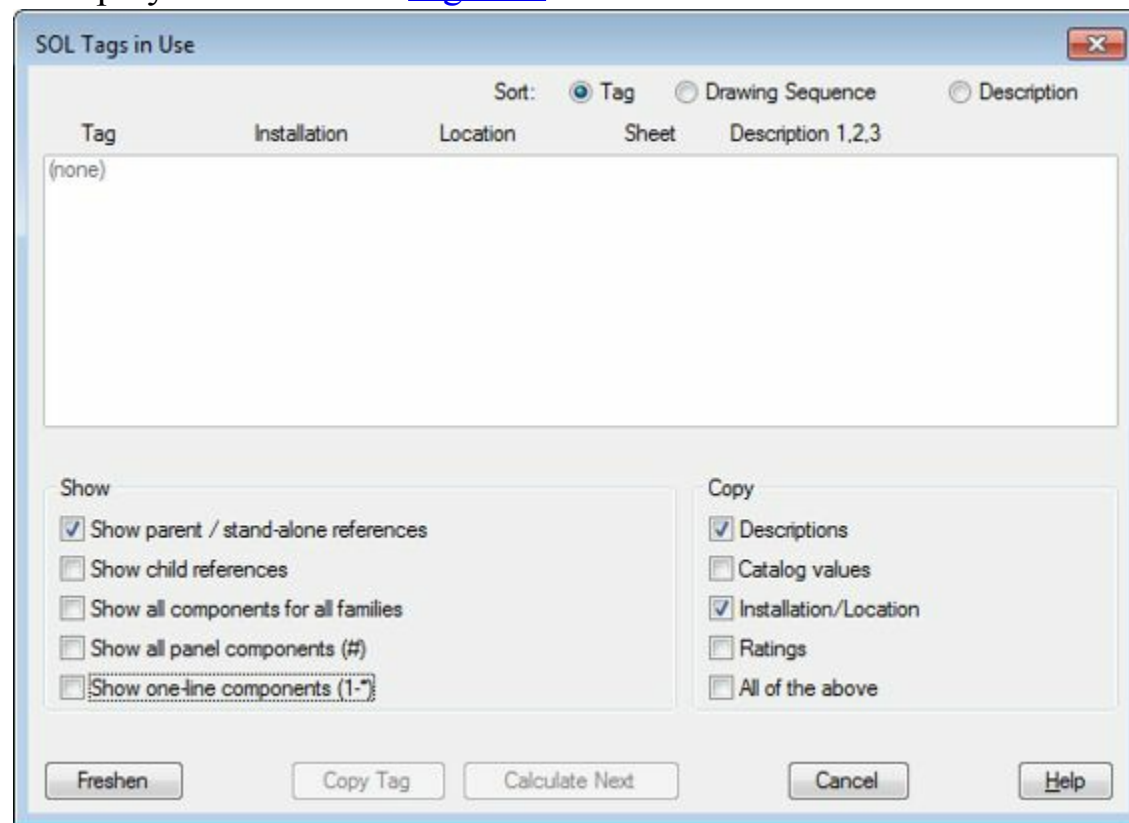 SOL Tags in Use
Sort: Tag Drawing Sequence Description
Tag Installation Location Sheet Description 1,2,3
(none)
Show
Show parent / stand-alone references
Show child references
Show all components for all families
Show all panel components (#)
Show one-line components (1-*)
Copy
Descriptions
Catalog values
Installation/Location
Ratings
All of the above
Freshen Copy Tag Calculate Next Cancel Help